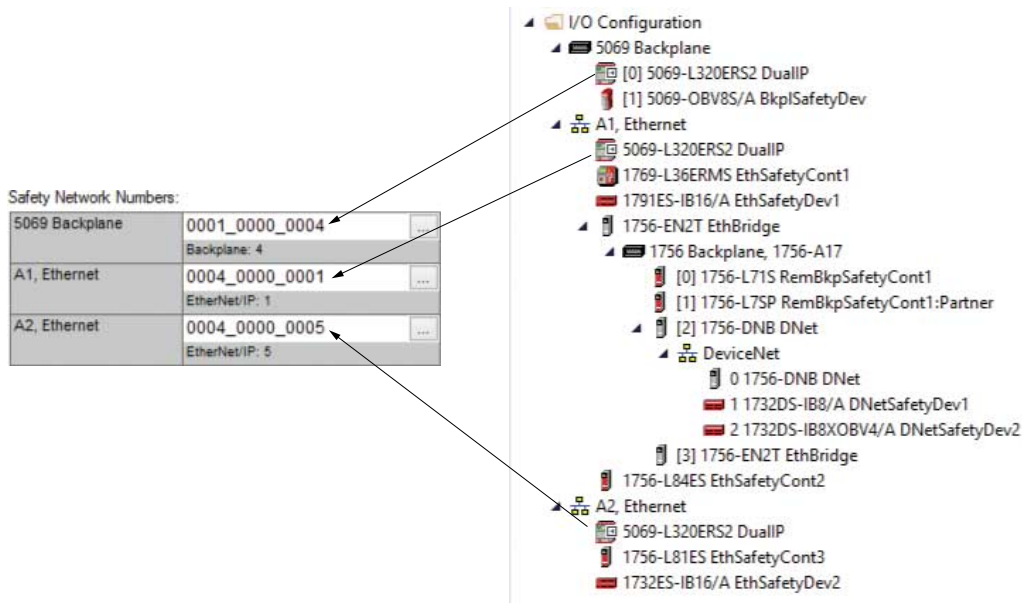 Safety Network Numbers:
5069 Backplane
0001_0000_0004
...
Backplane: 4
A1, Ethernet
0004_0000_0001
...
EtherNet/IP: 1
A2, Ethernet
0004_0000_0005
...
EtherNet/IP: 5
I/O Configuration
5069 Backplane
[0] 5069-L320ERS2 DualIP
[1] 5069-OBV8S/A BkplSafetyDev
A1, Ethernet
5069-L320ERS2 DualIP
1769-L36ERMS EthSafetyCont1
1791ES-IB16/A EthSafetyDev1
1756-EN2T EthBridge
1756 Backplane, 1756-A17
[0] 1756-L71S RemBkpSafetyCont1
[1] 1756-L7SP RemBkpSafetyCont1:Partner
[2] 1756-DNB DNet
DeviceNet
0 1756-DNB DNet
1 1732DS-IB8/A DNetSafetyDev1
2 1732DS-IB8XOBV4/A DNetSafetyDev2
[3] 1756-EN2T EthBridge
1756-L84ES EthSafetyCont2
A2, Ethernet
5069-L320ERS2 DualIP
1756-L81ES EthSafetyCont3
1732ES-IB16/A EthSafetyDev2